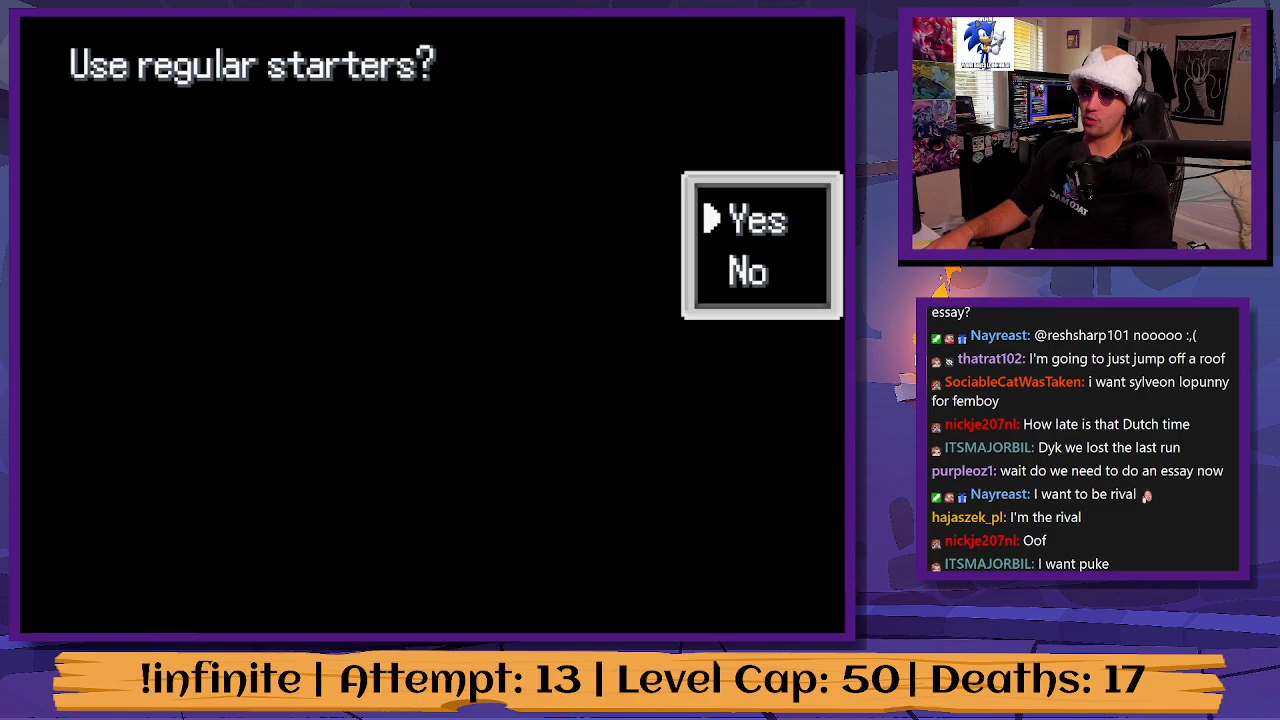 Use regular starters?
Yes
No
essay?
Nayreast: @reshsharp101 nooooo :,(
thatrat102: I'm going to just jump off a roof
SociableCatWasTaken: i want sylveon lopunny
for femboy
nickje207nl: How late is that Dutch time
ITSMAJORBIL: Dyk we lost the last run
purpleoz1: wait do we need to do an essay now
Nayreast: I want to be rival
hajaszek_pl: I'm the rival
nickje207nl: Oof
ITSMAJORBIL: I want puke
!infinite | Attempt: 13 | Level Cap: 50 | Deaths: 17